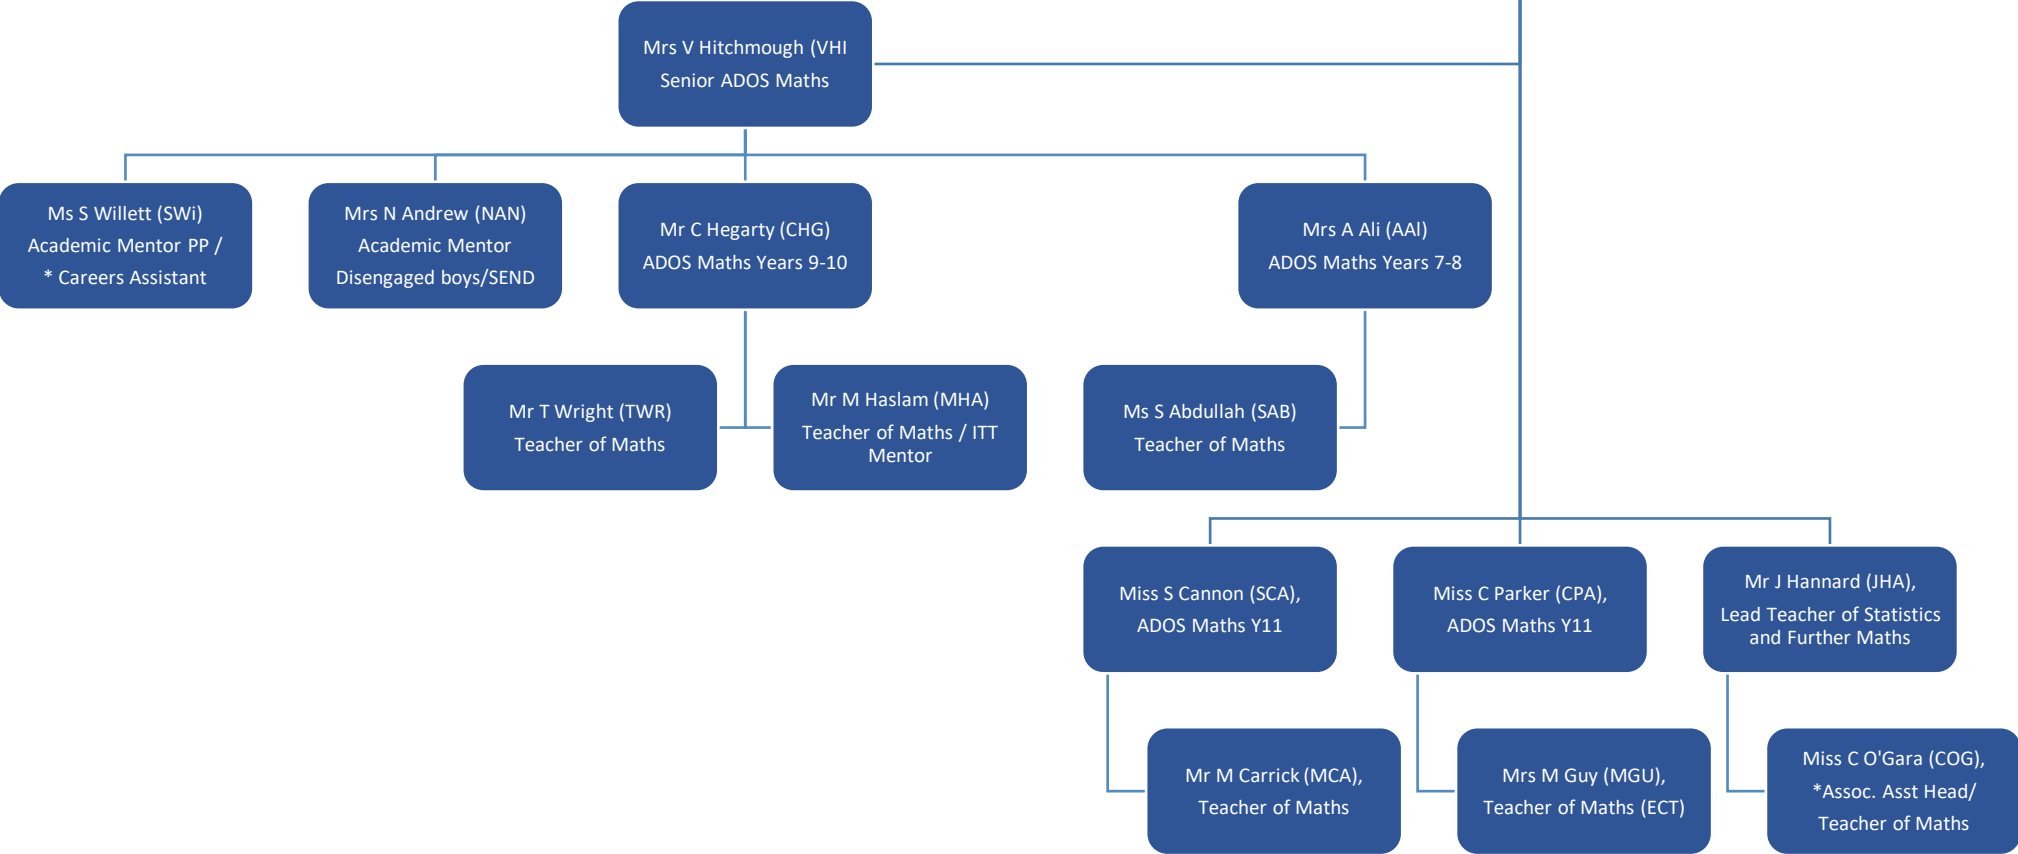 Mrs V Hitchmough (VHI
Senior ADOS Maths
Ms S Willett (SWi)
Academic Mentor PP /
* Careers Assistant
Mrs N Andrew (NAN)
Academic Mentor
Disengaged boys/SEND
Mr C Hegarty (CHG)
ADOS Maths Years 9-10
Mrs A Ali (AAl)
ADOS Maths Years 7-8
Mr T Wright (TWR)
Teacher of Maths
Mr M Haslam (MHA)
Teacher of Maths / ITT
Mentor
Ms S Abdullah (SAB)
Teacher of Maths
Miss S Cannon (SCA),
ADOS Maths Y11
Miss C Parker (CPA),
ADOS Maths Y11
Mr J Hannard (JHA),
Lead Teacher of Statistics
and Further Maths
Mr M Carrick (MCA),
Teacher of Maths
Mrs M Guy (MGU),
Teacher of Maths (ECT)
Miss C O'Gara (COG),
*Assoc. Asst Head/
Teacher of Maths